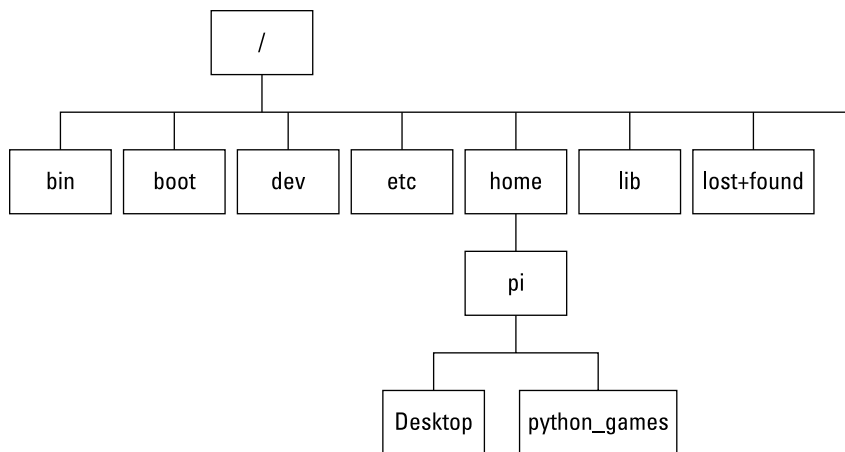 /
bin
boot
dev
etc
home
lib
lost+found
pi
Desktop
python_games